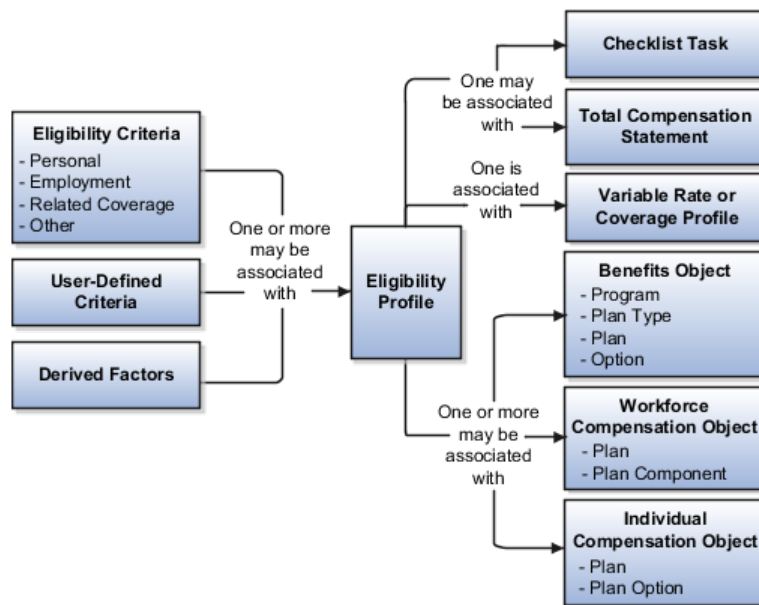 Eligibility Criteria
- Personal
- Employment
- Related Coverage
- Other
User-Defined
Criteria
Derived Factors
One or more
may be
associated
with
Eligibility
Profile
One may
be associated
with
Checklist Task
Total Compensation
Statement
One is
associated
with
Variable Rate or
Coverage Profile
One or more
may be
associated
with
Benefits Object
- Program
- Plan Type
- Plan
- Option
Workforce
Compensation Object
- Plan
- Plan Component
Individual
Compensation Object
- Plan
- Plan Option